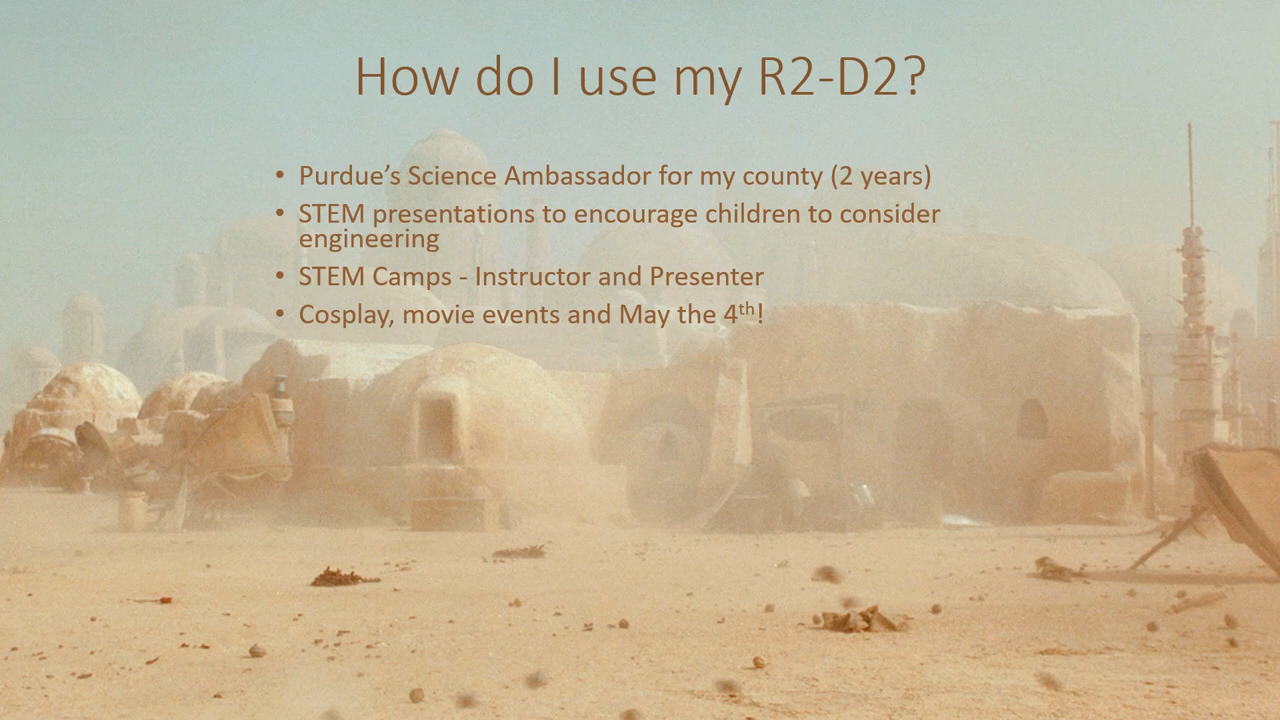 How do I use my R2-D2?
• Purdue’s Science Ambassador for my county (2 years)
• STEM presentations to encourage children to consider
engineering
• STEM Camps - Instructor and Presenter
• Cosplay, movie events and May the 4th!